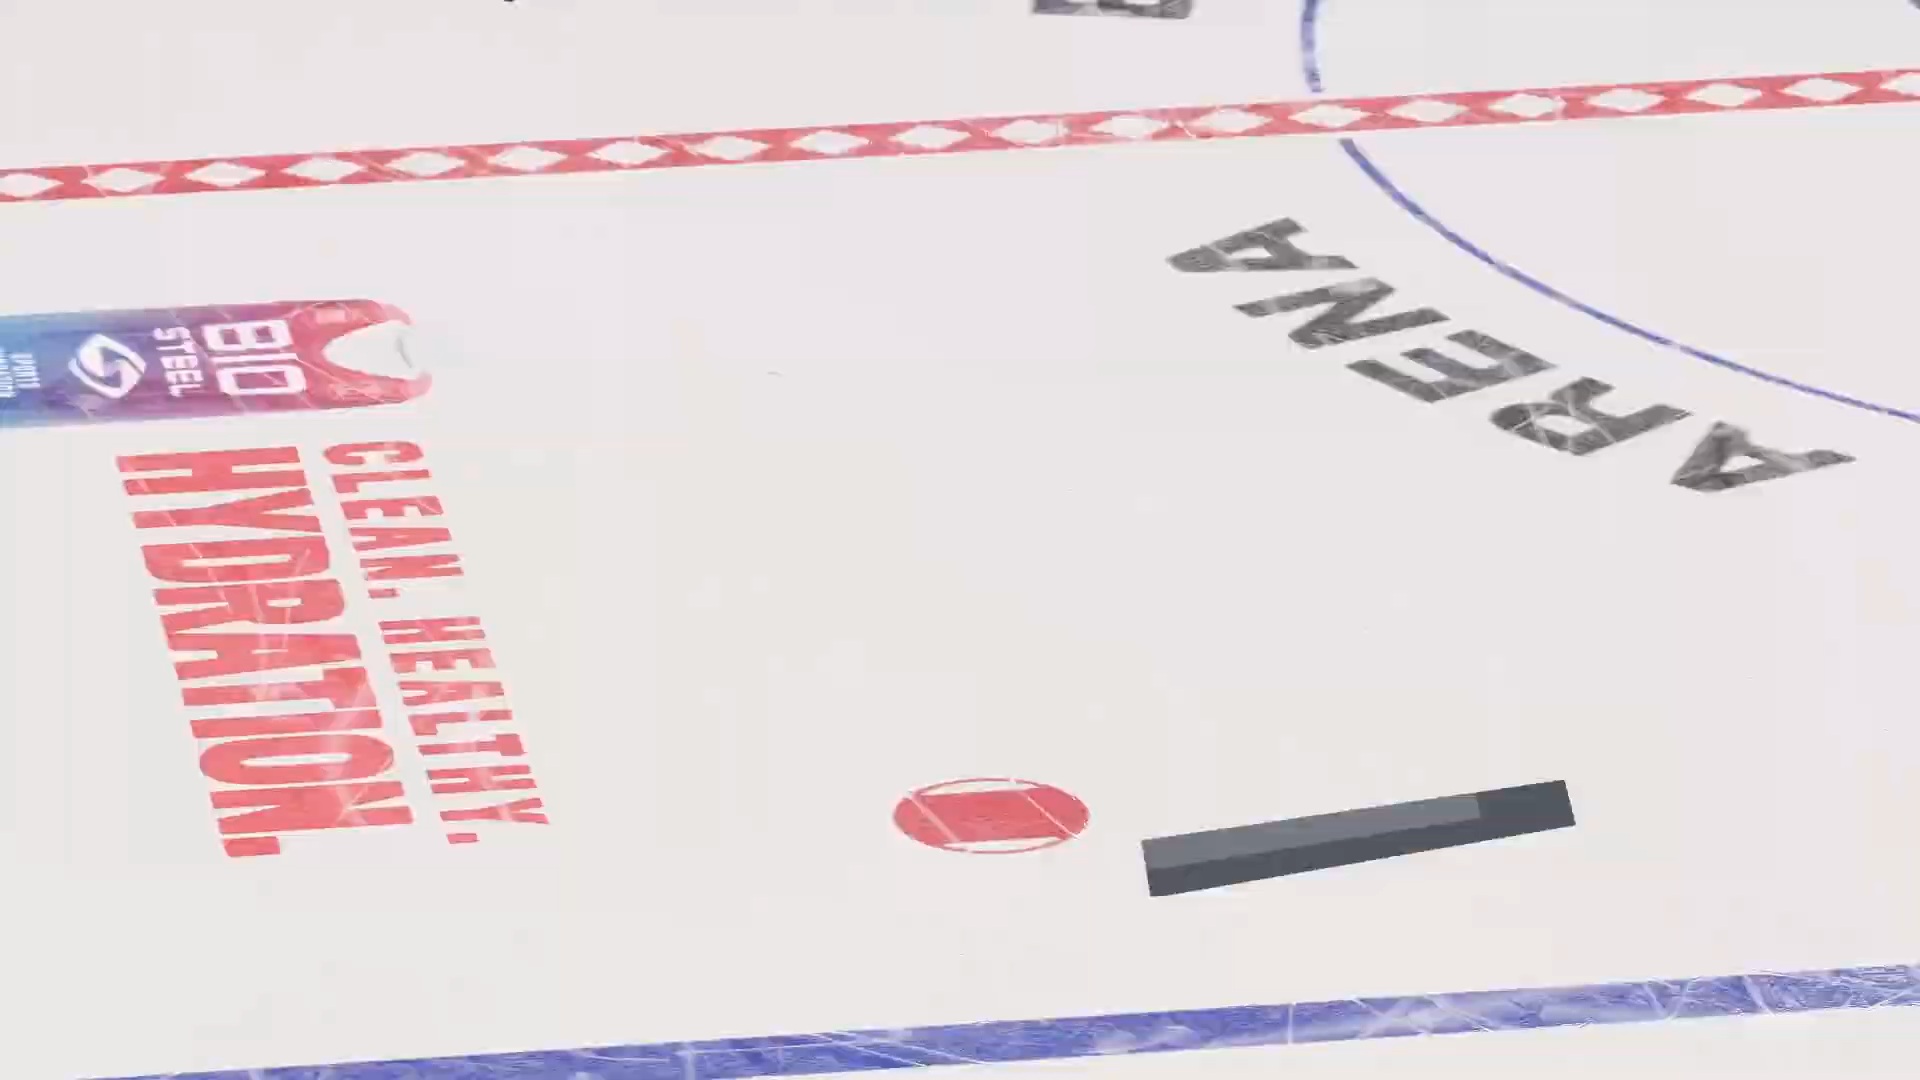 BIO
STEEL
CLEAN. HEALTHY.
HYDRATION.
ARENA